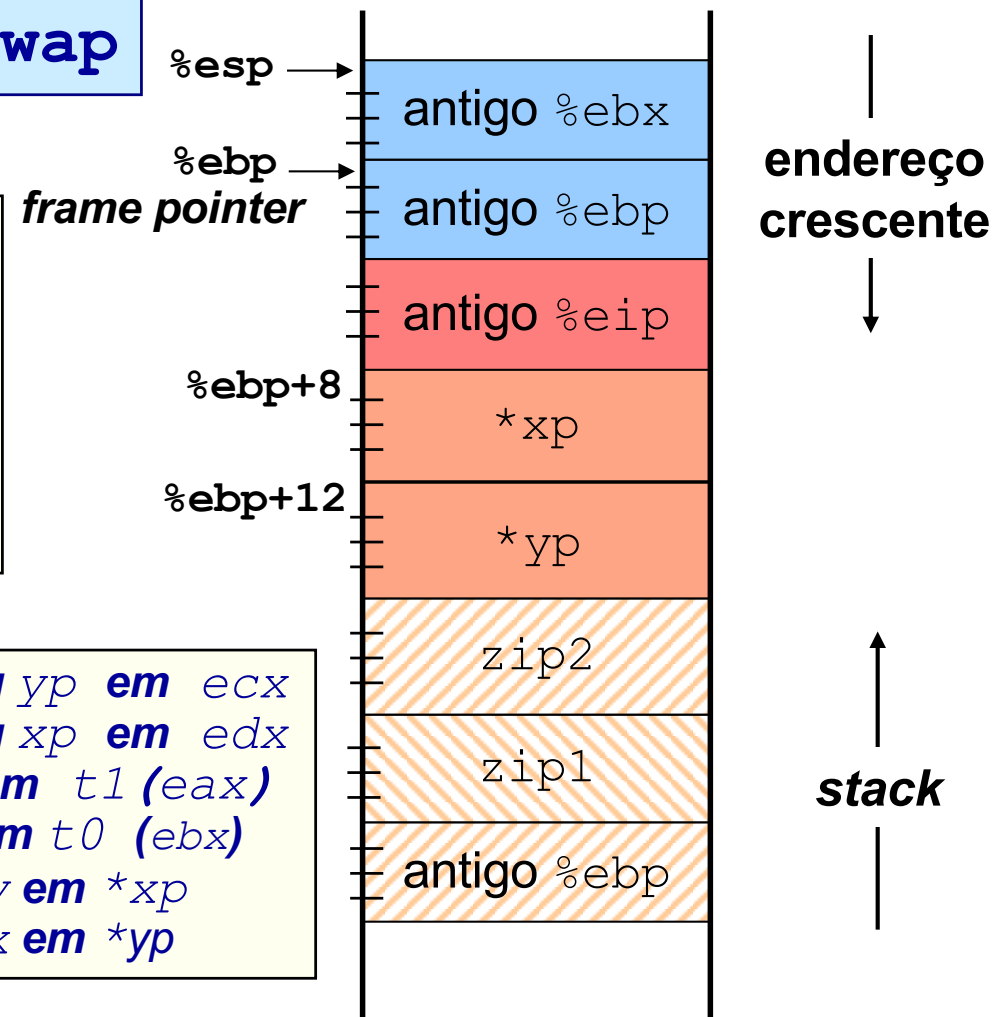 wap
%esp
antigo %ebx
%ebp
frame pointer
antigo %ebp
antigo %eip
%ebp+8
*xp
%ebp+12
*yp
zip2
zip1
antigo %ebp
endereço
crescente
stack
yp em ecx
xp em edx
m t1 (eax)
m t0 (ebx)
em *xp
em *yp